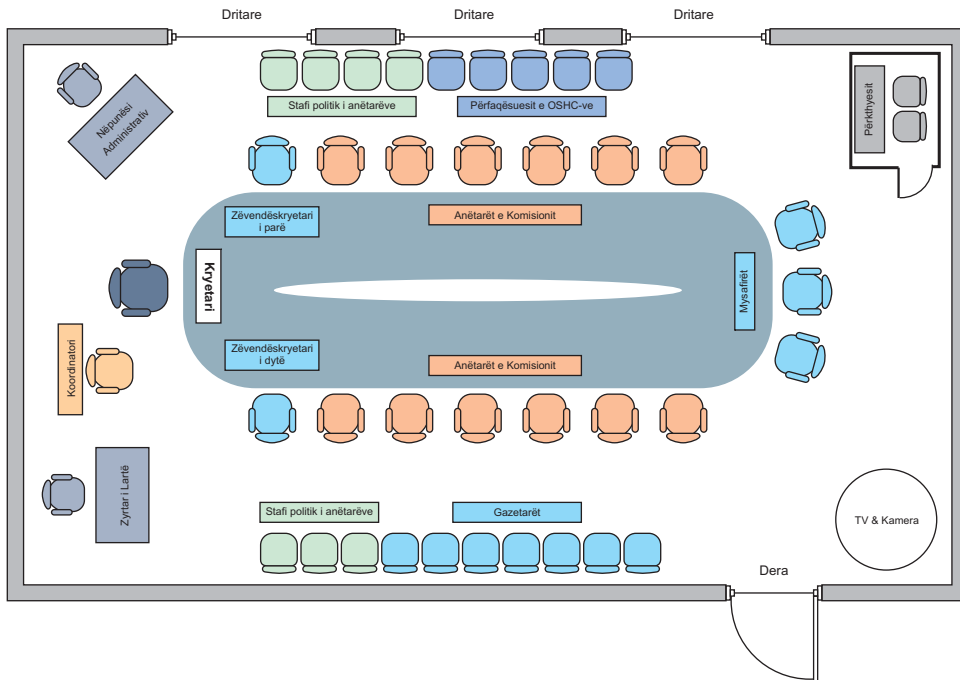 Dritare
Dritare
Dritare
Stafi politik i anëtarëve
Përfaqësuesit e OSHC-ve
Përkthyesit
Nëpunësi
Administrativ
Zëvendëskryetari
i parë
Anëtarët e Komisionit
Kryetari
Mysafirët
Zëvendëskryetari
i dytë
Anëtarët e Komisionit
Koordinatori
Zyrtar i Lartë
Stafi politik i anëtarëve
Gazetarët
TV & Kamera
Dera